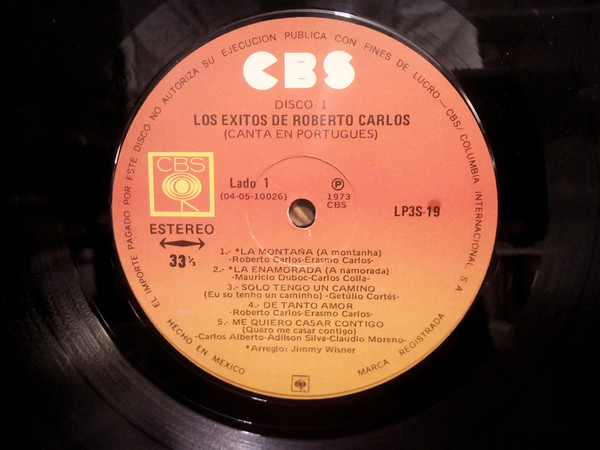 EL IMPORTE PAGADO POR ESTE DISCO NO AUTORIZA SU EJECUCION PUBLICA CON FINES DE LUCRO — CBS/COLUMBIA INTERNACIONAL, S A
CBS
DISCO I
LOS EXITOS DE ROBERTO CARLOS
(CANTA EN PORTUGUES)
CBS
ESTEREO
33 ⅓
Lado 1
(04-05-10026)
P
1973
CBS
LP3S-19
1.- *LA MONTAÑA (A montanha)
-Roberto Carlos-Erasmo Carlos-
2.- *LA ENAMORADA (A namorada)
-Mauricio Duboc-Carlos Colla-
3.- SOLO TENGO UN CAMINO
(Eu so tenho un caminho) -Getúlio Cortés-
4.- DE TANTO AMOR
-Roberto Carlos-Erasmo Carlos-
5.- ME QUIERO CASAR CONTIGO
(Quero me casar contigo)
-Carlos Alberto-Adilson Silva-Claudio Moreno-
*Arreglo: Jimmy Wisner
HECHO EN MEXICO
MARCA REGISTRADA